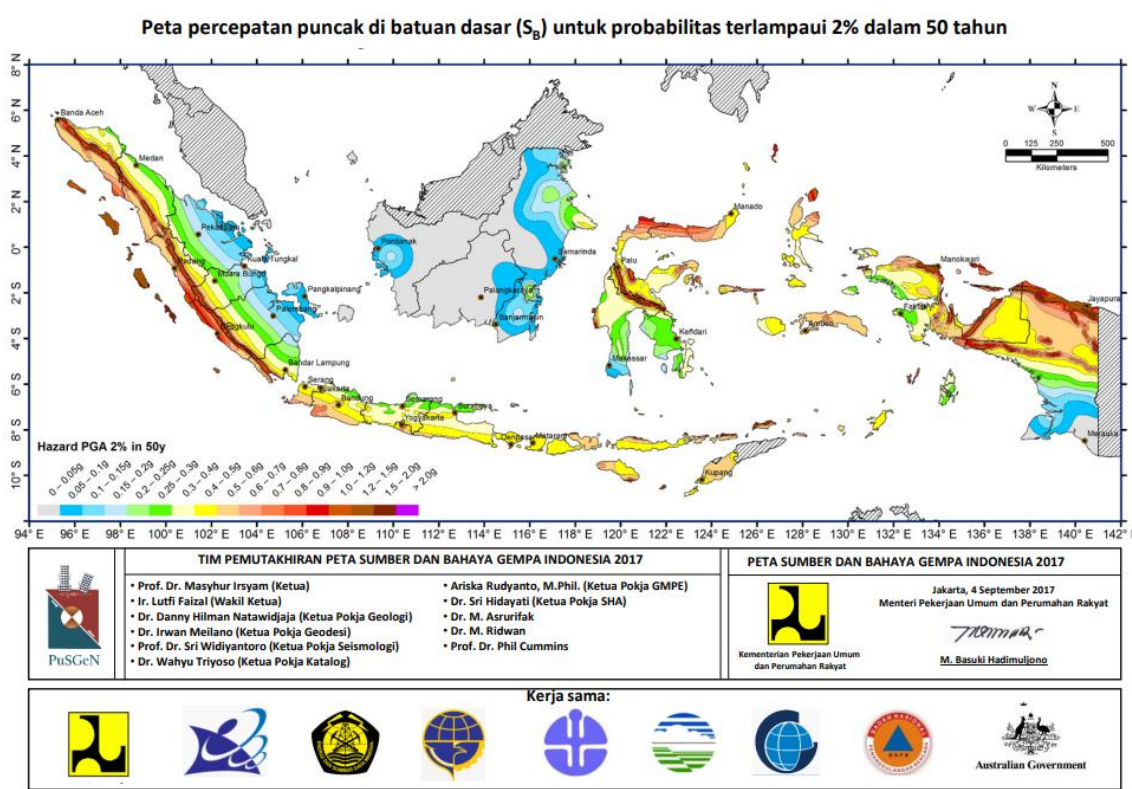 Peta percepatan puncak di batuan dasar (S_B) untuk probabilitas terlampaui 2% dalam 50 tahun
8° N
6° N
4° N
2° N
0° N
2° S
4° S
6° S
8° S
10° S
Banda Aceh
Medan
Pekanbaru
Kuala Tungkal
Padang
Muara Bungo
Pangkalpinang
Palembang
Bengkulu
Bandar Lampung
Serang
Jakarta
Bandung
Semarang
Yogyakarta
Surabaya
Denpasar
Mataram
Kupang
Pontianak
Palangkaraya
Banjarmasin
Samarinda
Palu
Manado
Makassar
Kendari
Ambon
Manokwari
Fakfak
Jayapura
Merauke
N
W E
S
0 125 250 500
Kilometers
Hazard PGA 2% in 50y
0 – 0.05g
0.05 – 0.1g
0.1 – 0.15g
0.15 – 0.2g
0.2 – 0.25g
0.25 – 0.3g
0.3 – 0.4g
0.4 – 0.5g
0.5 – 0.6g
0.6 – 0.7g
0.7 – 0.8g
0.8 – 0.9g
0.9 – 1.0g
1.0 – 1.2g
1.2 – 1.5g
1.5 – 2.0g
> 2.0g
94° E 96° E 98° E 100° E 102° E 104° E 106° E 108° E 110° E 112° E 114° E 116° E 118° E 120° E 122° E 124° E 126° E 128° E 130° E 132° E 134° E 136° E 138° E 140° E 142° E
PuSGeN
TIM PEMUTAKHIRAN PETA SUMBER DAN BAHAYA GEMPA INDONESIA 2017
• Prof. Dr. Masyhur Irsyam (Ketua)
• Ir. Lutfi Faizal (Wakil Ketua)
• Dr. Danny Hilman Natawidjaja (Ketua Pokja Geologi)
• Dr. Irwan Meilano (Ketua Pokja Geodesi)
• Prof. Dr. Sri Widiyantoro (Ketua Pokja Seismologi)
• Dr. Wahyu Triyoso (Ketua Pokja Katalog)
• Ariska Rudyanto, M.Phil. (Ketua Pokja GMPE)
• Dr. Sri Hidayati (Ketua Pokja SHA)
• Dr. M. Asrurifak
• Dr. M. Ridwan
• Prof. Dr. Phil Cummins
PETA SUMBER DAN BAHAYA GEMPA INDONESIA 2017
Kementerian Pekerjaan Umum
dan Perumahan Rakyat
Jakarta, 4 September 2017
Menteri Pekerjaan Umum dan Perumahan Rakyat
M. Basuki Hadimuljono
Kerja sama:
BADAN NASIONAL
BNPB
PENANGGULANGAN BENCANA
Australian Government